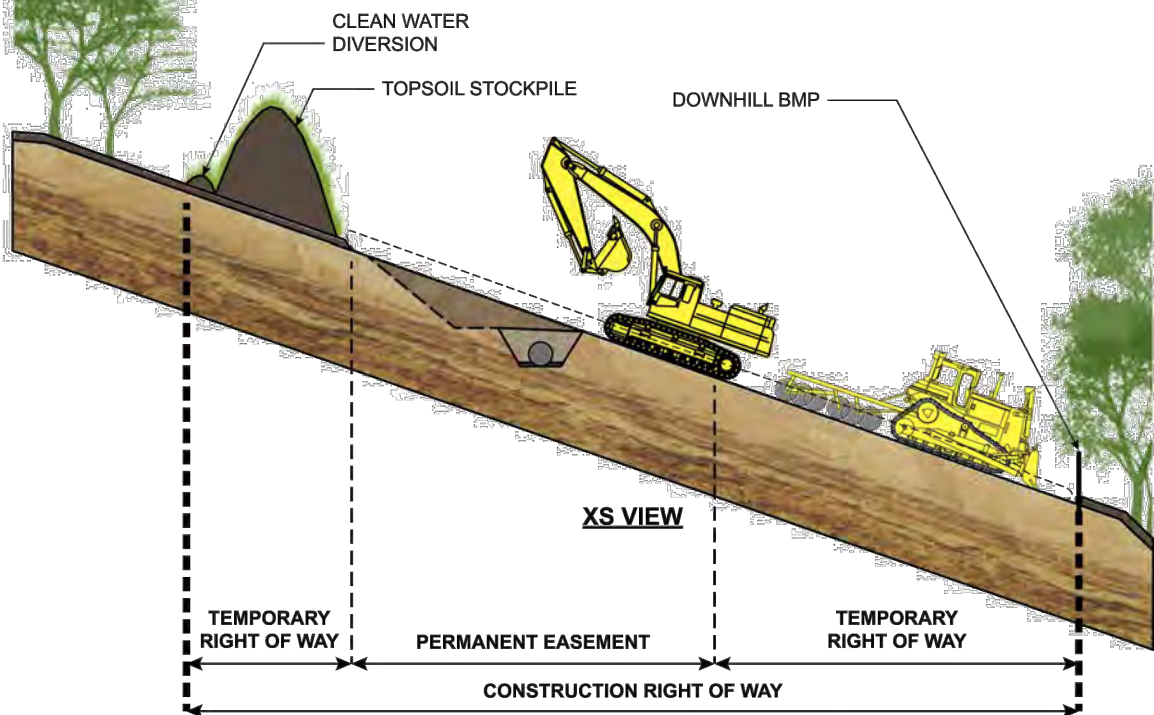 CLEAN WATER
DIVERSION
TOPSOIL STOCKPILE
DOWNHILL BMP
XS VIEW
TEMPORARY
RIGHT OF WAY
PERMANENT EASEMENT
TEMPORARY
RIGHT OF WAY
CONSTRUCTION RIGHT OF WAY